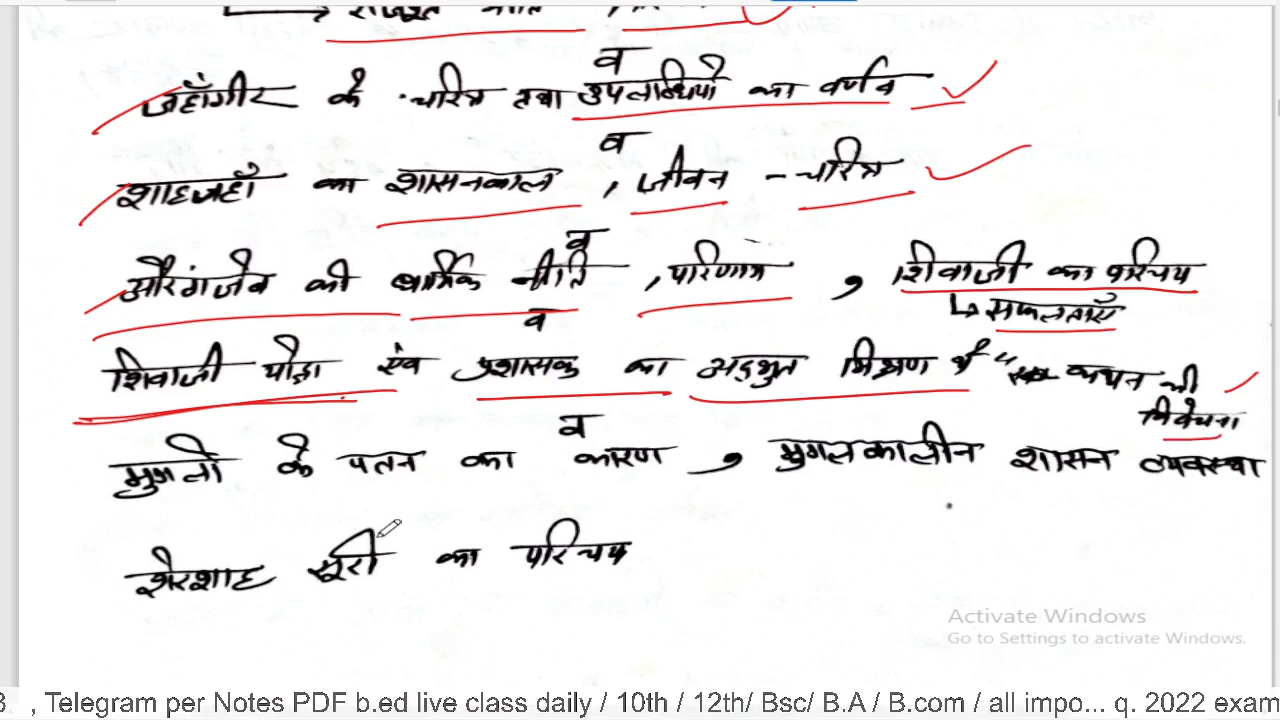 राजपूत नीति
व
जहाँगीर के चरित्र तथा उपलब्धियों का वर्णन
व
शाहजहाँ का शासनकाल , जीवन - चरित्र
व
औरंगजेब की धार्मिक नीति , परिणाम , शिवाजी का परिचय
↳ सफलताएँ
व
शिवाजी योद्धा एंव प्रशासक का अद्भुत मिश्रण थे" कथन की
विवेचना
व
मुगलो के पतन का कारण , मुगलकालीन शासन व्यवस्था
शेरशाह सूरी का परिचय
Activate Windows
Go to Settings to activate Windows.
3 , Telegram per Notes PDF b.ed live class daily / 10th / 12th/ Bsc/ B.A / B.com / all impo... q. 2022 exam